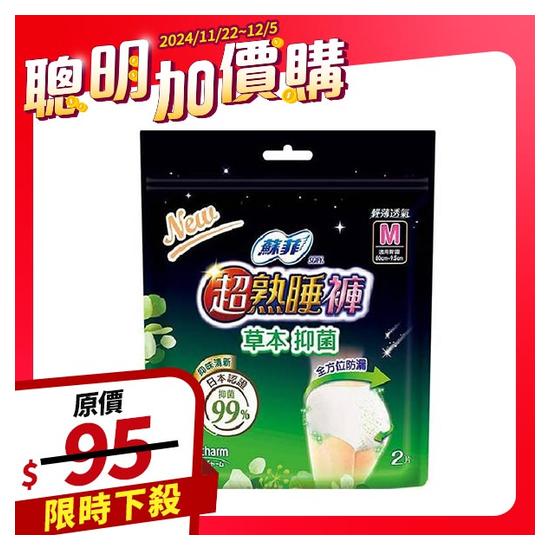 2024/11/22~12/5
聰明加價購
New
輕薄透氣
M
蘇菲
SOFY.
超熟睡褲
草本 抑菌
抑味清新
日本認證
抑菌
99%
全方位防漏
charm
2片
原價
$95
限時下殺